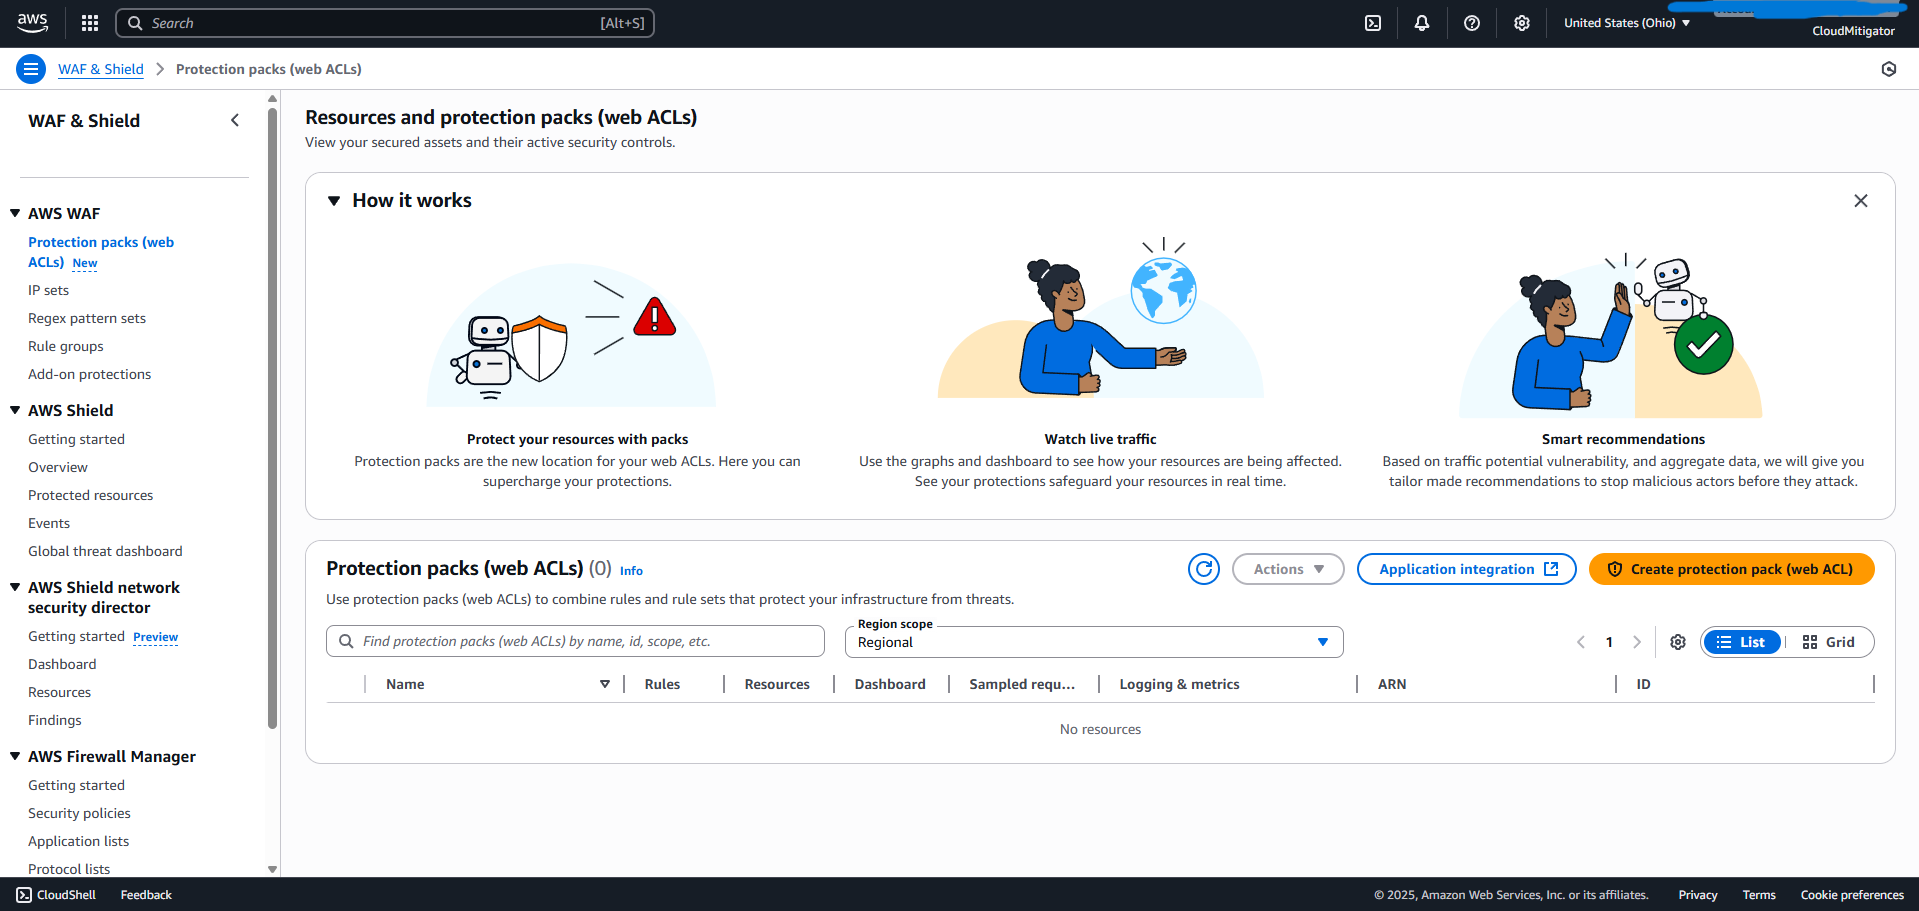 aws
Search
[Alt+S]
United States (Ohio)
CloudMitigator
WAF & Shield
Protection packs (web ACLs)
WAF & Shield
AWS WAF
Protection packs (web
ACLs) New
IP sets
Regex pattern sets
Rule groups
Add-on protections
AWS Shield
Getting started
Overview
Protected resources
Events
Global threat dashboard
AWS Shield network
security director
Getting started Preview
Dashboard
Resources
Findings
AWS Firewall Manager
Getting started
Security policies
Application lists
Protocol lists
Resources and protection packs (web ACLs)
View your secured assets and their active security controls.
How it works
Protect your resources with packs
Protection packs are the new location for your web ACLs. Here you can
supercharge your protections.
Watch live traffic
Use the graphs and dashboard to see how your resources are being affected.
See your protections safeguard your resources in real time.
Smart recommendations
Based on traffic potential vulnerability, and aggregate data, we will give you
tailor made recommendations to stop malicious actors before they attack.
Protection packs (web ACLs) (0) Info
Actions
Application integration
Create protection pack (web ACL)
Use protection packs (web ACLs) to combine rules and rule sets that protect your infrastructure from threats.
Find protection packs (web ACLs) by name, id, scope, etc.
Region scope
Regional
1
List
Grid
Name
Rules
Resources
Dashboard
Sampled requ...
Logging & metrics
ARN
ID
No resources
CloudShell
Feedback
© 2025, Amazon Web Services, Inc. or its affiliates.
Privacy
Terms
Cookie preferences